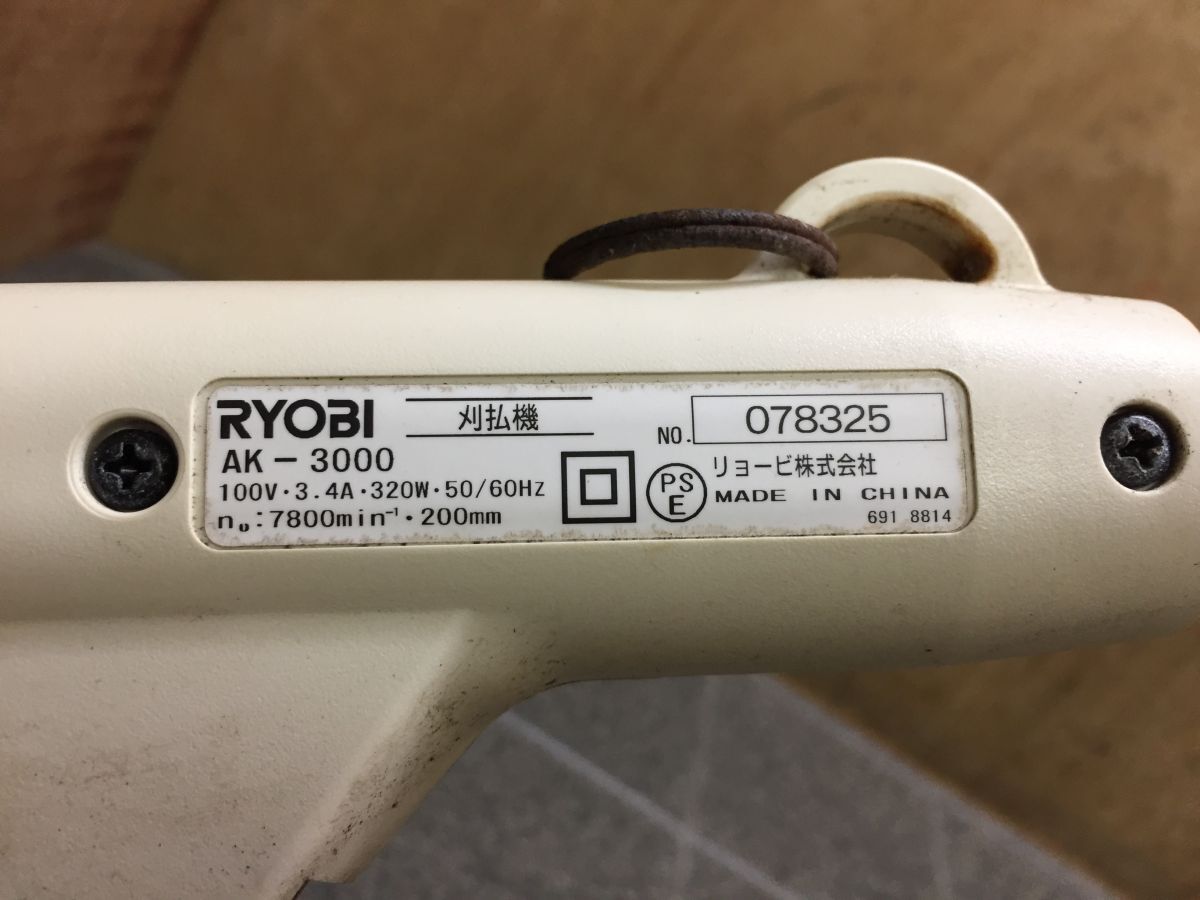 RYOBI 刈払機
NO. 078325
AK-3000
100V・3.4A・320W・50/60Hz
n₀:7800min⁻¹・200mm
PS
E
リョービ株式会社
MADE IN CHINA
691 8814